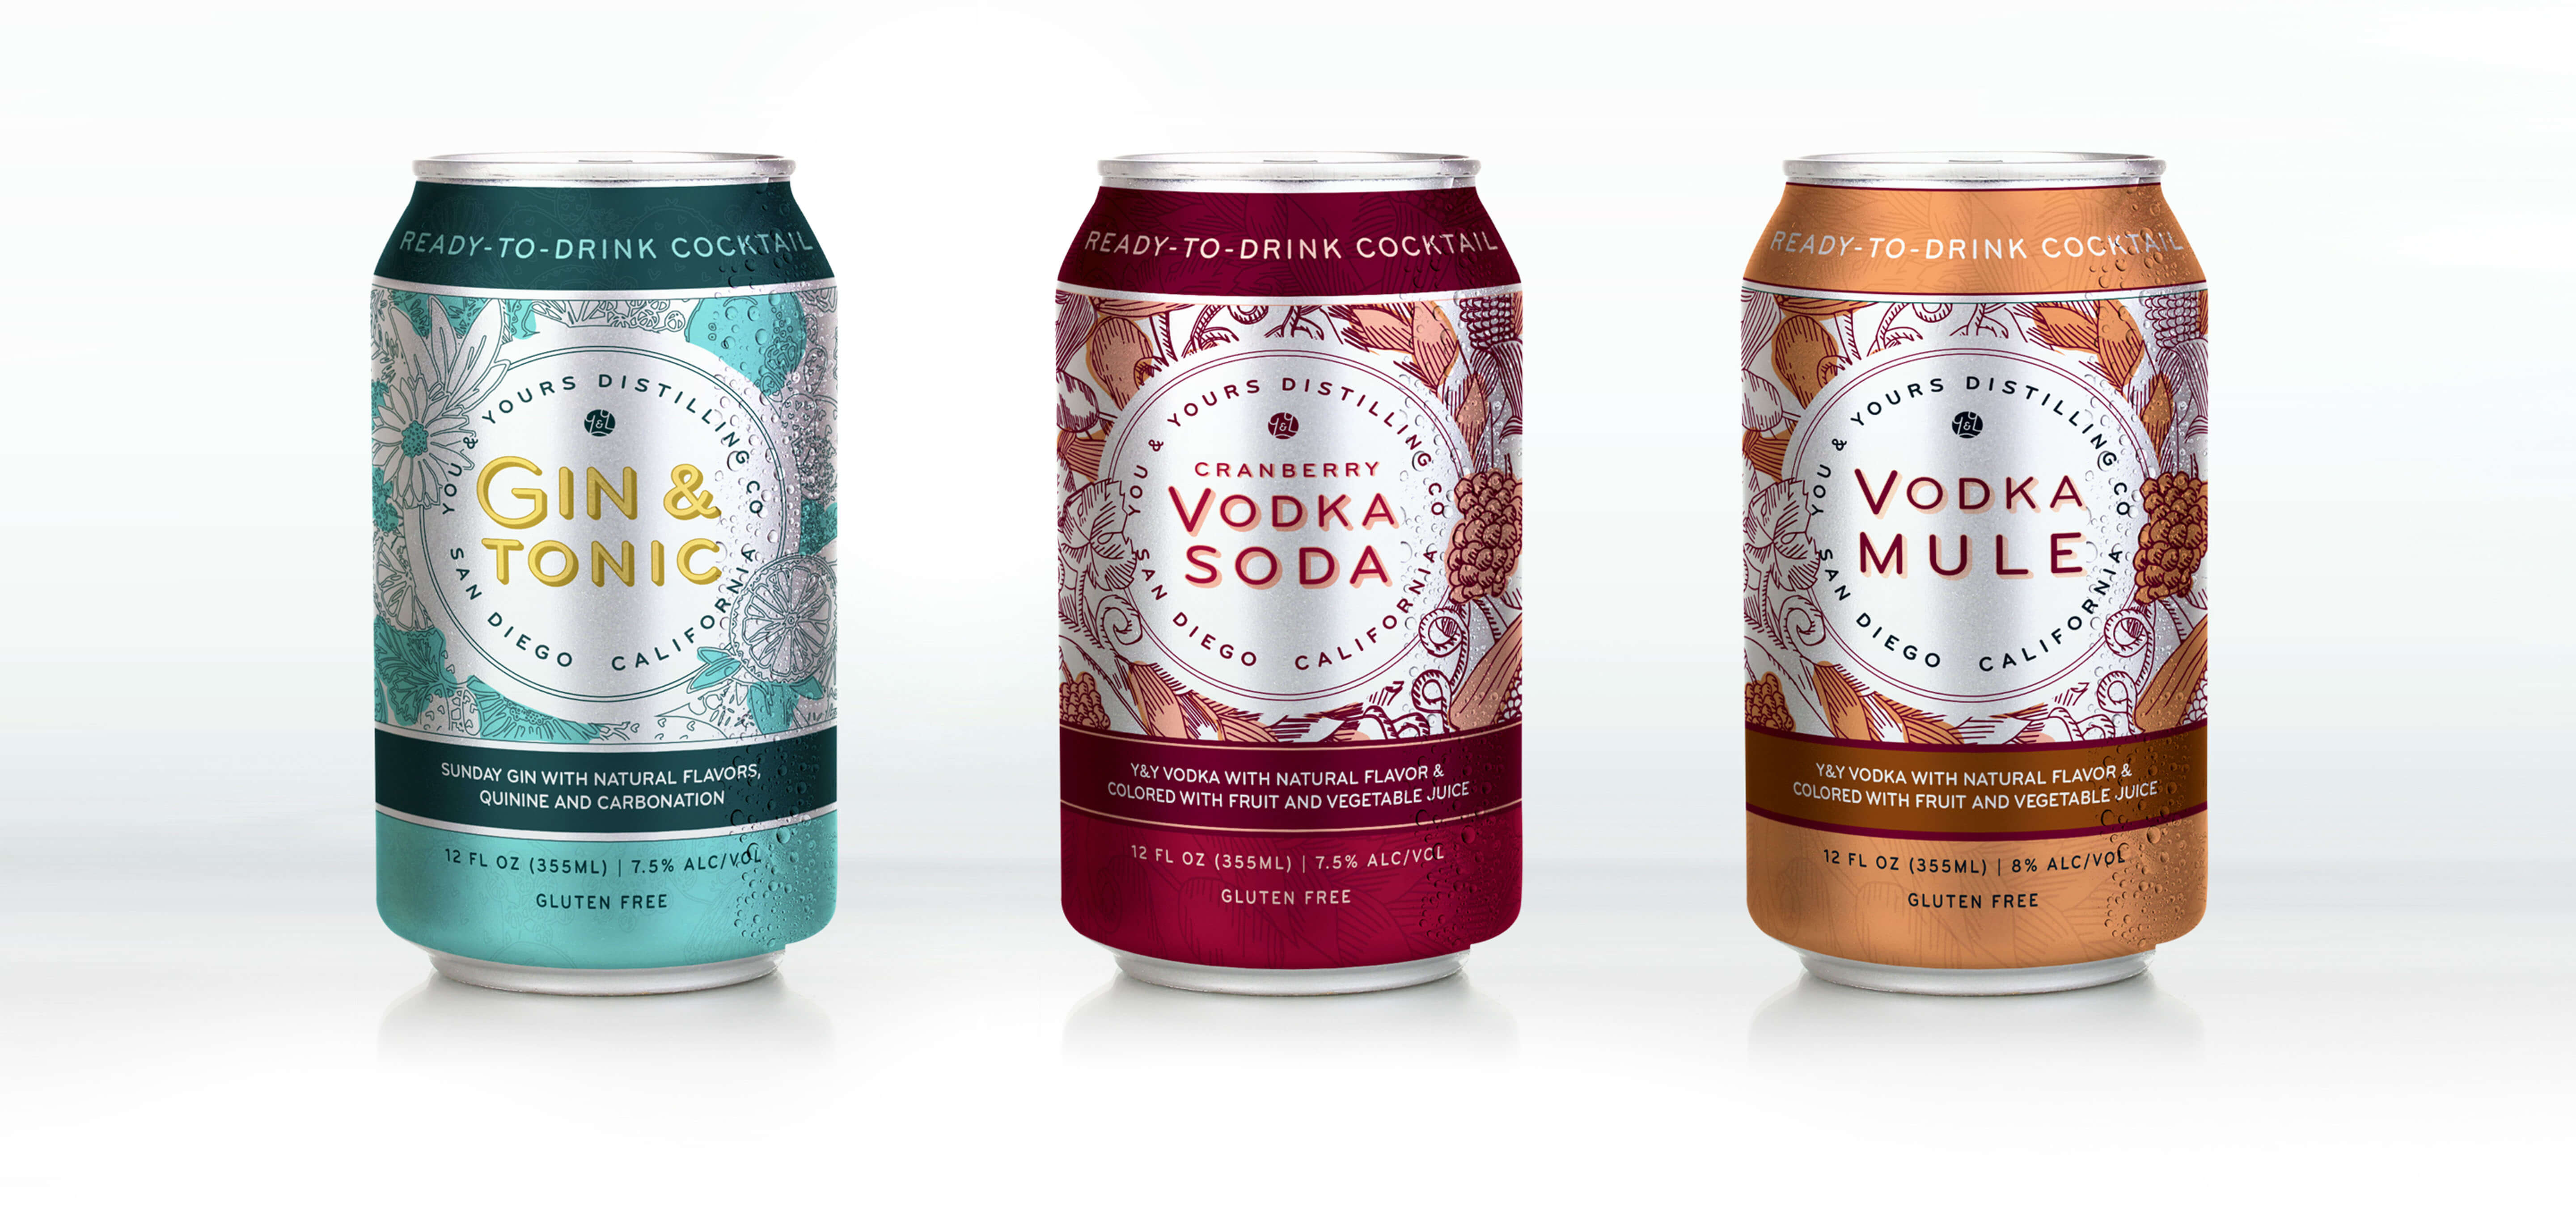 READY-TO-DRINK COCKTAIL
YOU & YOURS DISTILLING CO
Y&Y
GIN &
TONIC
SAN DIEGO CALIFORNIA
SUNDAY GIN WITH NATURAL FLAVORS,
QUININE AND CARBONATION
12 FL OZ (355ML) | 7.5% ALC/VOL
GLUTEN FREE
READY-TO-DRINK COCKTAIL
YOU & YOURS DISTILLING CO
Y&Y
CRANBERRY
VODKA
SODA
SAN DIEGO CALIFORNIA
Y&Y VODKA WITH NATURAL FLAVOR &
COLORED WITH FRUIT AND VEGETABLE JUICE
12 FL OZ (355ML) | 7.5% ALC/VOL
GLUTEN FREE
READY-TO-DRINK COCKTAIL
YOU & YOURS DISTILLING CO
Y&Y
VODKA
MULE
SAN DIEGO CALIFORNIA
Y&Y VODKA WITH NATURAL FLAVOR &
COLORED WITH FRUIT AND VEGETABLE JUICE
12 FL OZ (355ML) | 8% ALC/VOL
GLUTEN FREE